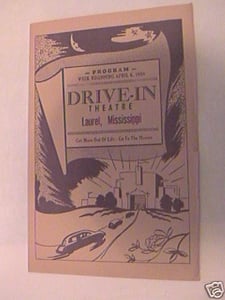 — PROGRAM —
WEEK BEGINNING APRIL 8, 1954
DRIVE-IN
THEATRE
Laurel, Mississippi
Get More Out Of Life - Go To The Movies